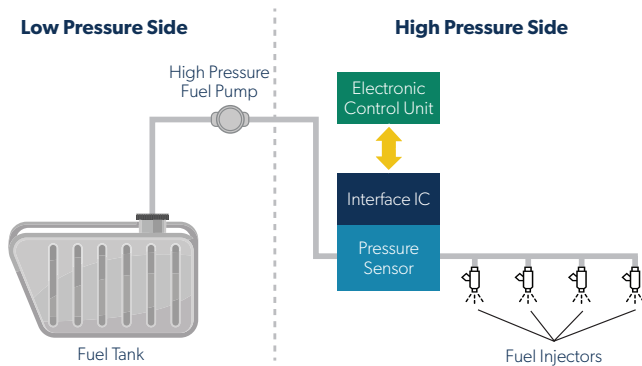 Low Pressure Side
High Pressure Side
High Pressure
Fuel Pump
Electronic
Control Unit
Interface IC
Pressure
Sensor
Fuel Tank
Fuel Injectors